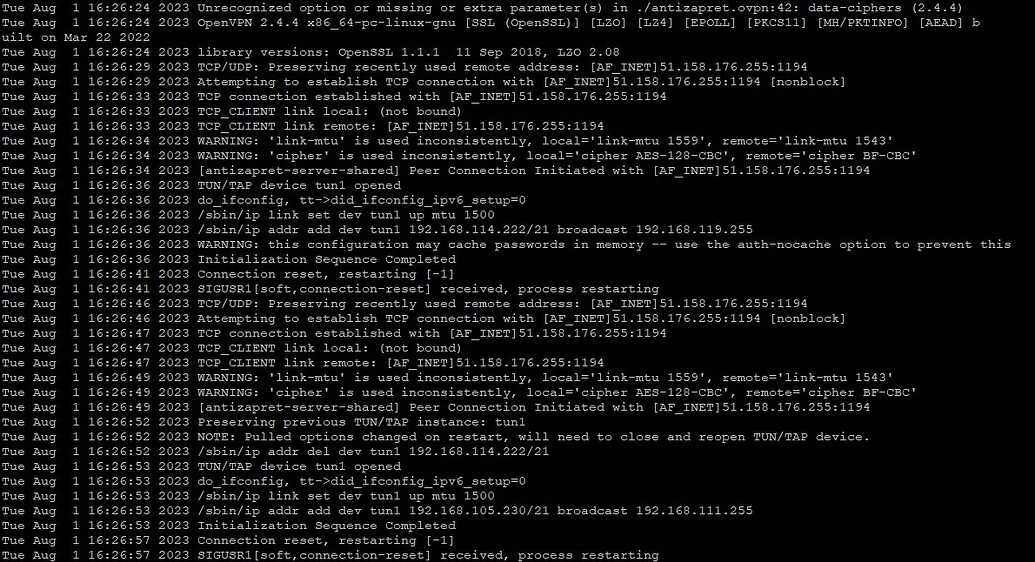 Tue Aug  1 16:26:24 2023 Unrecognized option or missing or extra parameter(s) in ./antizapret.ovpn:42: data-ciphers (2.4.4)
Tue Aug  1 16:26:24 2023 OpenVPN 2.4.4 x86_64-pc-linux-gnu [SSL (OpenSSL)] [LZO] [LZ4] [EPOLL] [PKCS11] [MH/PKTINFO] [AEAD] b
uilt on Mar 22 2022
Tue Aug  1 16:26:24 2023 library versions: OpenSSL 1.1.1  11 Sep 2018, LZO 2.08
Tue Aug  1 16:26:29 2023 TCP/UDP: Preserving recently used remote address: [AF_INET]51.158.176.255:1194
Tue Aug  1 16:26:29 2023 Attempting to establish TCP connection with [AF_INET]51.158.176.255:1194 [nonblock]
Tue Aug  1 16:26:33 2023 TCP connection established with [AF_INET]51.158.176.255:1194
Tue Aug  1 16:26:33 2023 TCP_CLIENT link local: (not bound)
Tue Aug  1 16:26:33 2023 TCP_CLIENT link remote: [AF_INET]51.158.176.255:1194
Tue Aug  1 16:26:34 2023 WARNING: 'link-mtu' is used inconsistently, local='link-mtu 1559', remote='link-mtu 1543'
Tue Aug  1 16:26:34 2023 WARNING: 'cipher' is used inconsistently, local='cipher AES-128-CBC', remote='cipher BF-CBC'
Tue Aug  1 16:26:34 2023 [antizapret-server-shared] Peer Connection Initiated with [AF_INET]51.158.176.255:1194
Tue Aug  1 16:26:36 2023 TUN/TAP device tun1 opened
Tue Aug  1 16:26:36 2023 do_ifconfig, tt->did_ifconfig_ipv6_setup=0
Tue Aug  1 16:26:36 2023 /sbin/ip link set dev tun1 up mtu 1500
Tue Aug  1 16:26:36 2023 /sbin/ip addr add dev tun1 192.168.114.222/21 broadcast 192.168.119.255
Tue Aug  1 16:26:36 2023 WARNING: this configuration may cache passwords in memory -- use the auth-nocache option to prevent this
Tue Aug  1 16:26:36 2023 Initialization Sequence Completed
Tue Aug  1 16:26:41 2023 Connection reset, restarting [-1]
Tue Aug  1 16:26:41 2023 SIGUSR1[soft,connection-reset] received, process restarting
Tue Aug  1 16:26:46 2023 TCP/UDP: Preserving recently used remote address: [AF_INET]51.158.176.255:1194
Tue Aug  1 16:26:46 2023 Attempting to establish TCP connection with [AF_INET]51.158.176.255:1194 [nonblock]
Tue Aug  1 16:26:47 2023 TCP connection established with [AF_INET]51.158.176.255:1194
Tue Aug  1 16:26:47 2023 TCP_CLIENT link local: (not bound)
Tue Aug  1 16:26:47 2023 TCP_CLIENT link remote: [AF_INET]51.158.176.255:1194
Tue Aug  1 16:26:49 2023 WARNING: 'link-mtu' is used inconsistently, local='link-mtu 1559', remote='link-mtu 1543'
Tue Aug  1 16:26:49 2023 WARNING: 'cipher' is used inconsistently, local='cipher AES-128-CBC', remote='cipher BF-CBC'
Tue Aug  1 16:26:49 2023 [antizapret-server-shared] Peer Connection Initiated with [AF_INET]51.158.176.255:1194
Tue Aug  1 16:26:52 2023 Preserving previous TUN/TAP instance: tun1
Tue Aug  1 16:26:52 2023 NOTE: Pulled options changed on restart, will need to close and reopen TUN/TAP device.
Tue Aug  1 16:26:52 2023 /sbin/ip addr del dev tun1 192.168.114.222/21
Tue Aug  1 16:26:53 2023 TUN/TAP device tun1 opened
Tue Aug  1 16:26:53 2023 do_ifconfig, tt->did_ifconfig_ipv6_setup=0
Tue Aug  1 16:26:53 2023 /sbin/ip link set dev tun1 up mtu 1500
Tue Aug  1 16:26:53 2023 /sbin/ip addr add dev tun1 192.168.105.230/21 broadcast 192.168.111.255
Tue Aug  1 16:26:53 2023 Initialization Sequence Completed
Tue Aug  1 16:26:57 2023 Connection reset, restarting [-1]
Tue Aug  1 16:26:57 2023 SIGUSR1[soft,connection-reset] received, process restarting